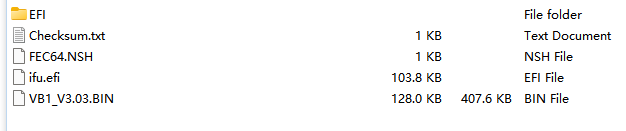 EFI File folder
Checksum.txt 1 KB Text Document
FEC64.NSH 1 KB NSH File
ifu.efi 103.8 KB EFI File
VB1_V3.03.BIN 128.0 KB 407.6 KB BIN File